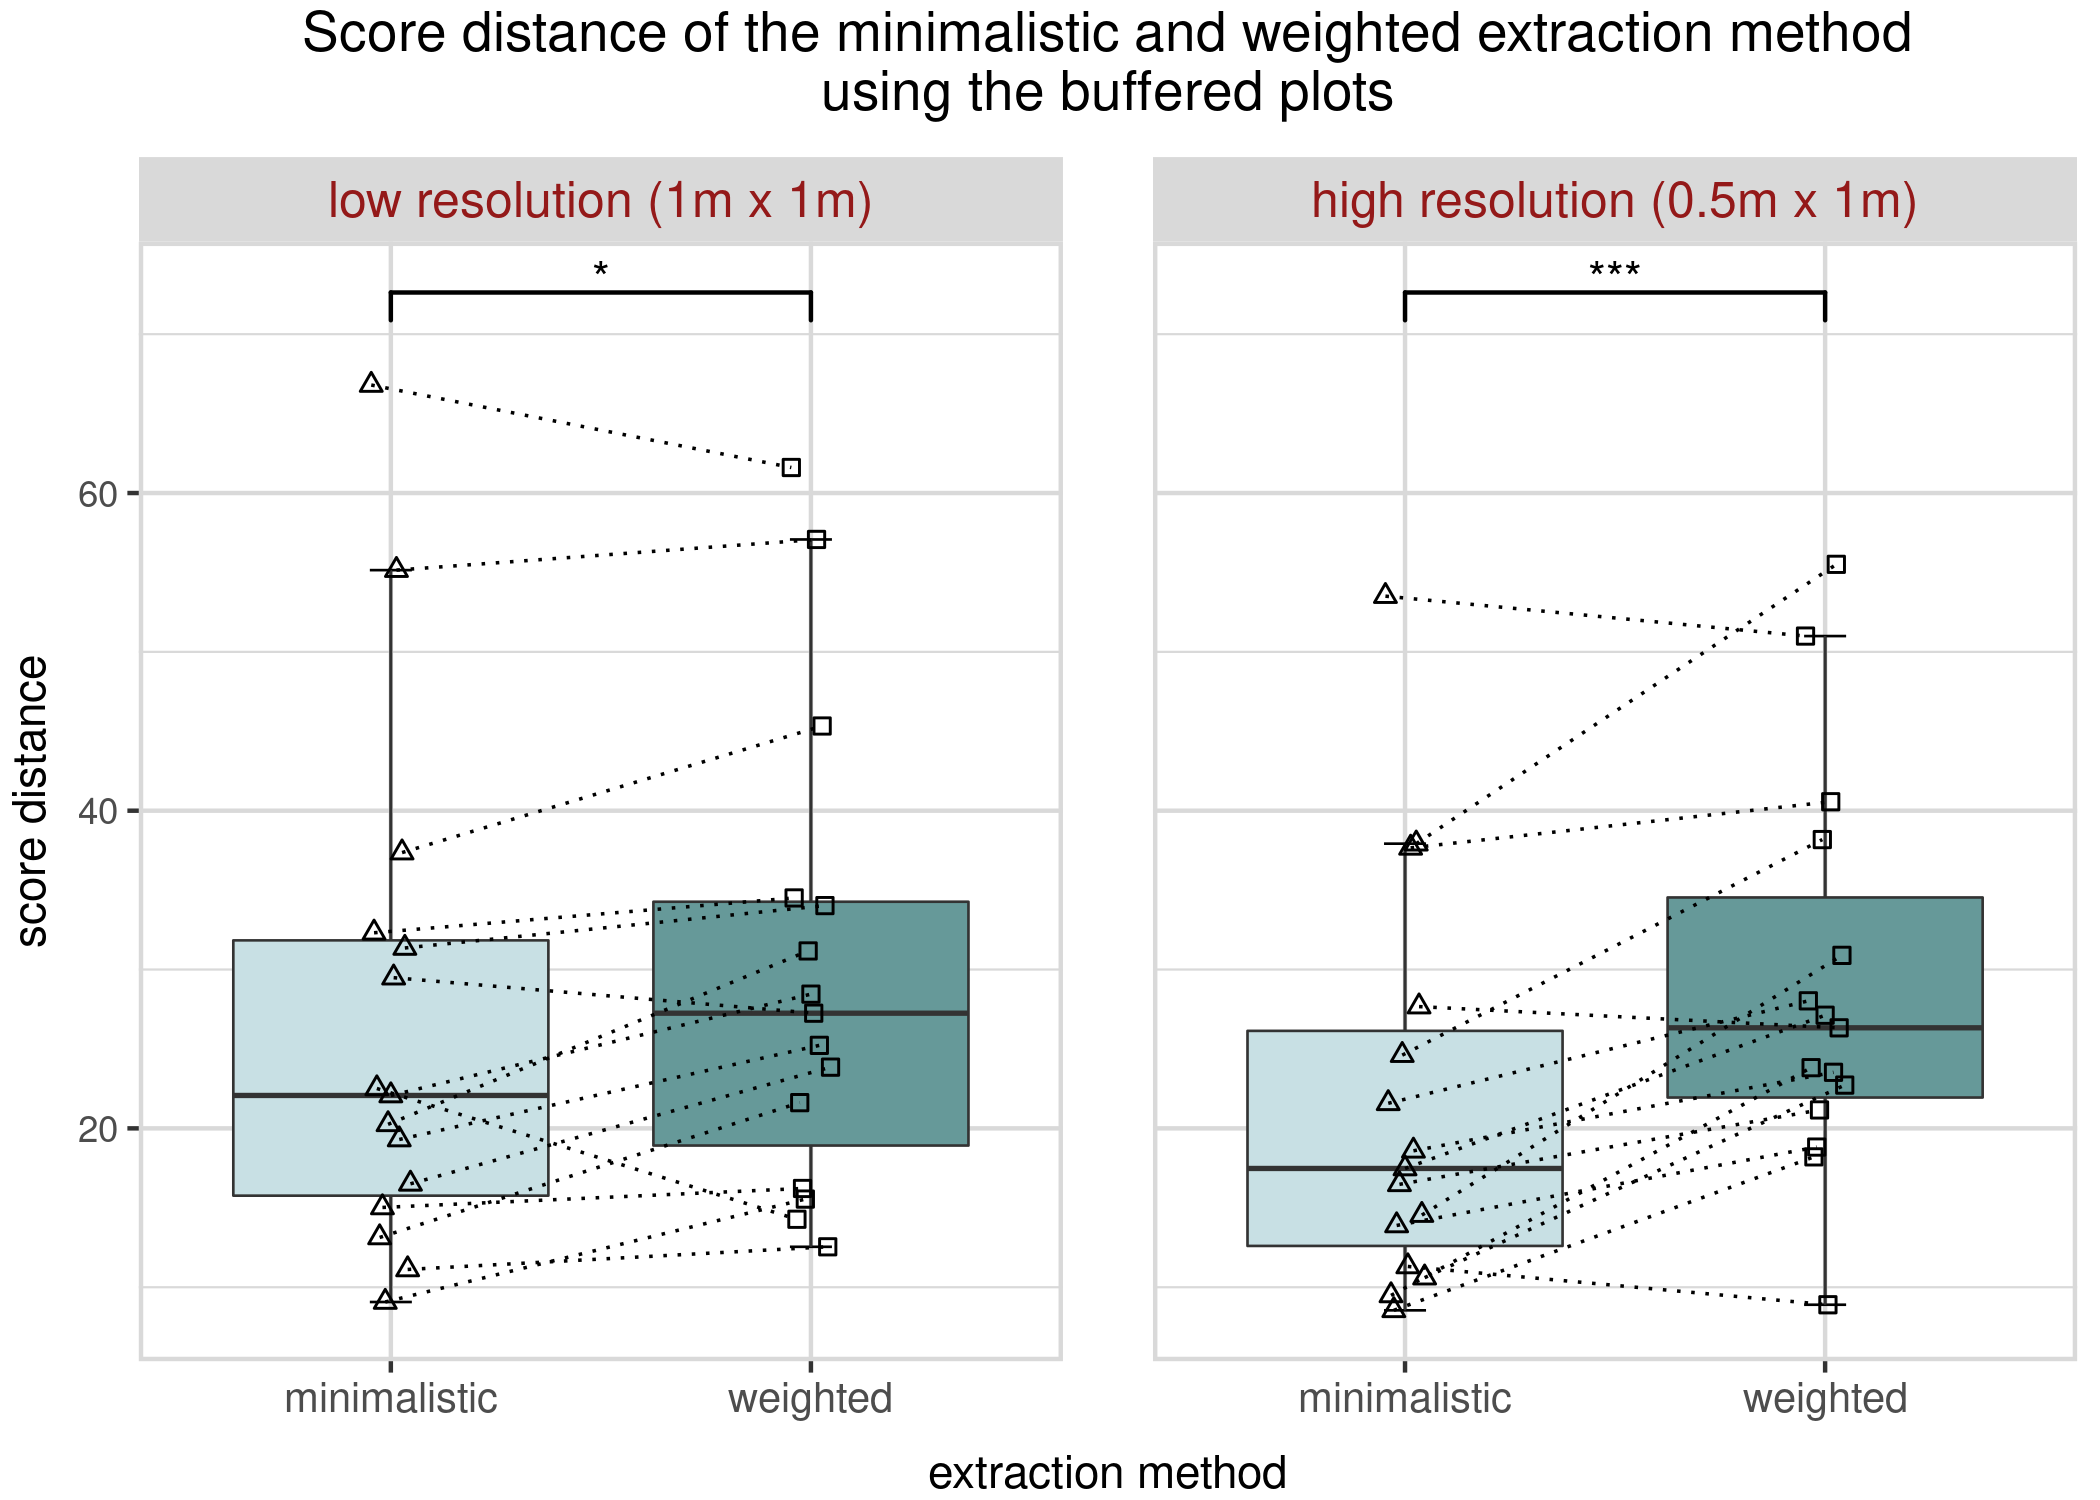 Score distance of the minimalistic and weighted extraction method
using the buffered plots
low resolution (1m x 1m)
high resolution (0.5m x 1m)
*
***
60
40
20
score distance
minimalistic
weighted
minimalistic
weighted
extraction method